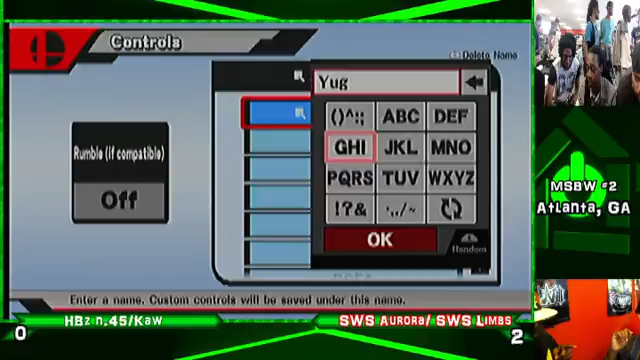 Controls
Delete Name
Yug
()^:; ABC DEF
Rumble (if compatible)
Off
GHI JKL MNO
PQRS TUV WXYZ
!?& .,/~
OK
Random
MSBW #2
Atlanta, GA
Enter a name. Custom controls will be saved under this name.
0 HBz n.45/Kaw SWS Aurora/ SWS Limbs 2